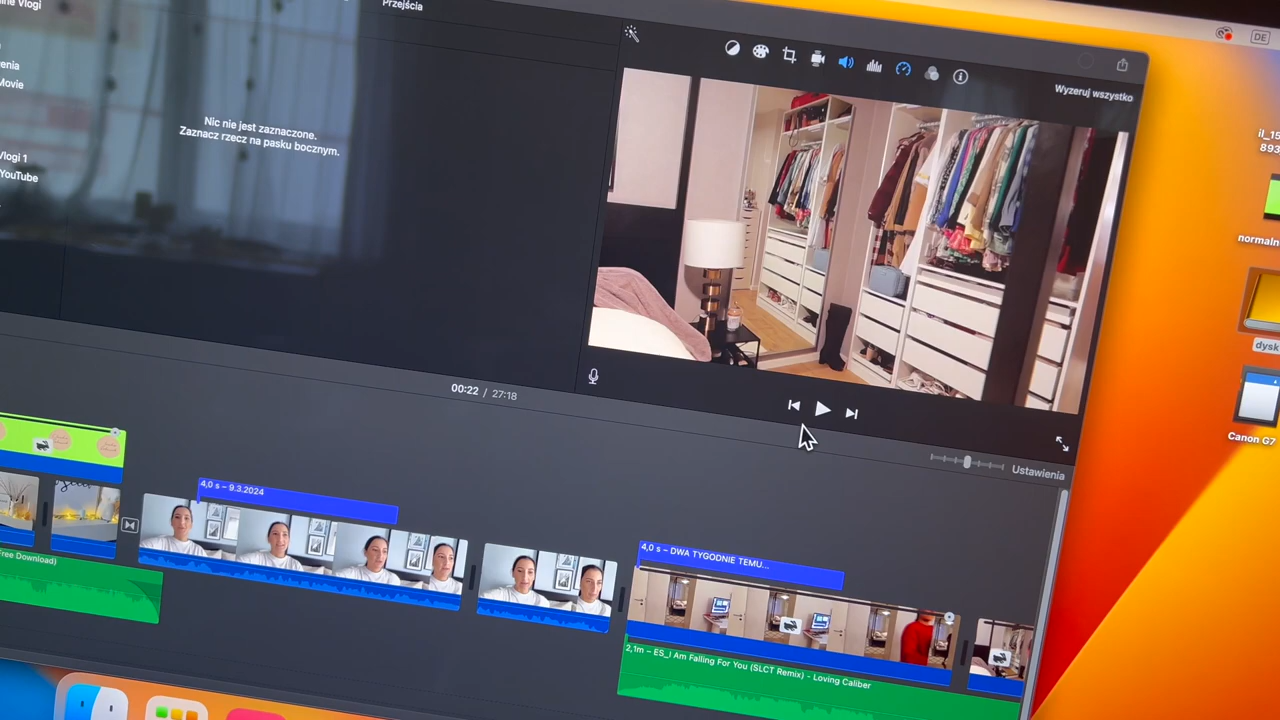 Przejścia
Movie
Vlogi 1
YouTube
Nic nie jest zaznaczone.
Zaznacz rzecz na pasku bocznym.
DE
Wyzeruj wszystko
00:22 / 27:18
Ustawienia
4,0 s – 9.3.2024
4,0 s – DWA TYGODNIE TEMU...
Free Download)
2,1m – ES_I Am Falling For You (SLCT Remix) - Loving Caliber
il_15
893
normaln
dysk
Canon G7